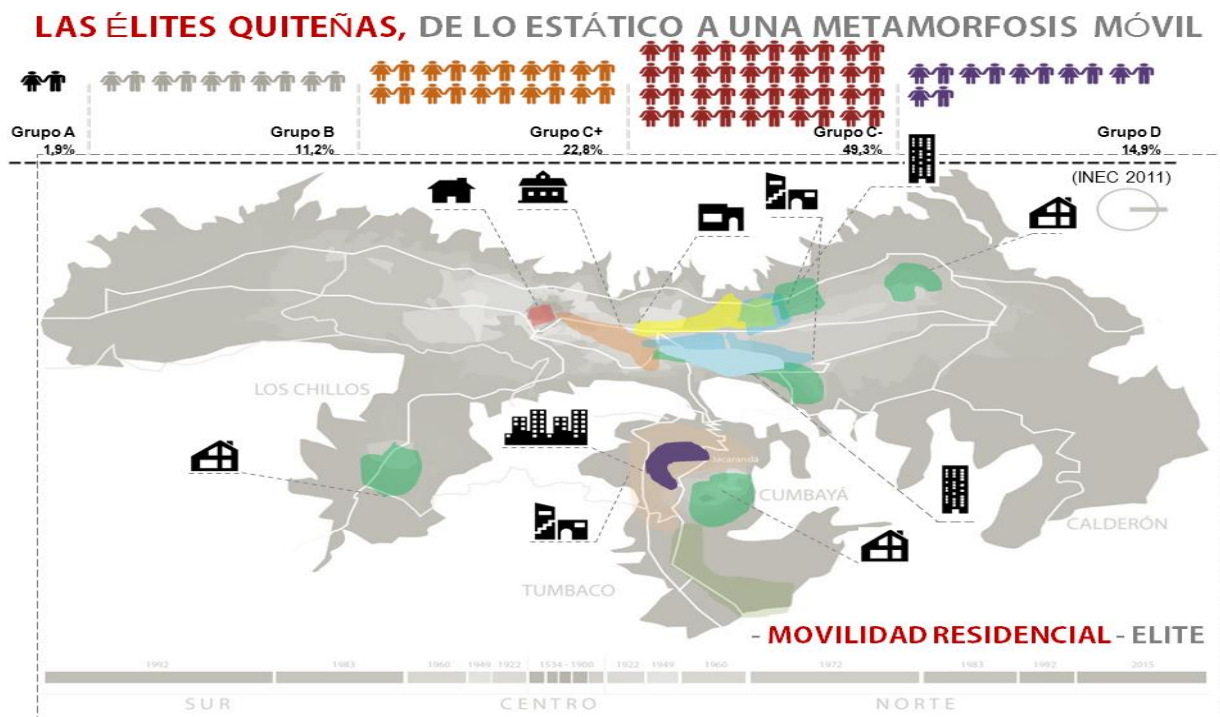 LAS ÉLITES QUITEÑAS, DE LO ESTÁTICO A UNA METAMORFOSIS MÓVIL
Grupo A
1,9%
Grupo B
11,2%
Grupo C+
22,8%
Grupo C-
49,3%
Grupo D
14,9%
(INEC 2011)
LOS CHILLOS
Jacaranda
CUMBAYÁ
CALDERÓN
TUMBACO
- MOVILIDAD RESIDENCIAL - ELITE
1992 1983 1960 1949 1922 1534 - 1900 1922 1949 1960 1972 1983 1992 2015
SUR CENTRO NORTE